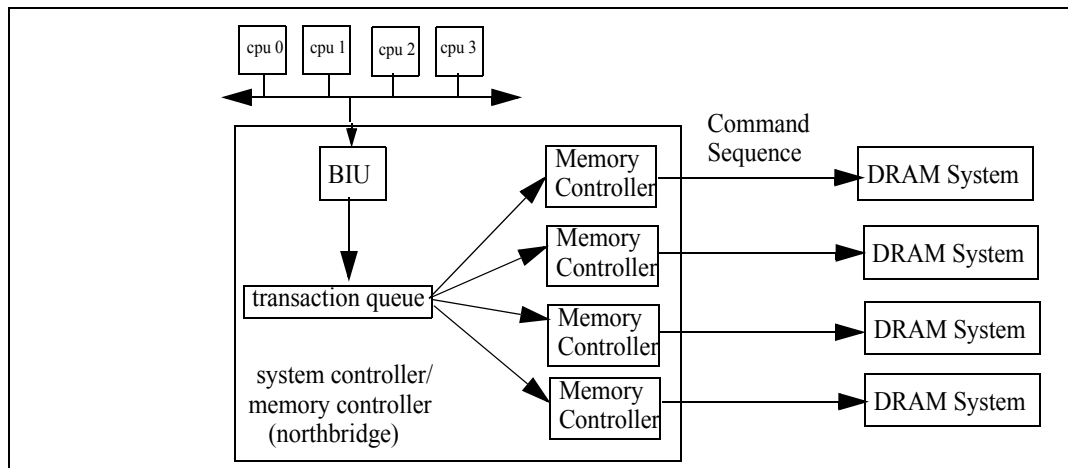 cpu 0
cpu 1
cpu 2
cpu 3
BIU
transaction queue
system controller/
memory controller
(northbridge)
Memory
Controller
Memory
Controller
Memory
Controller
Memory
Controller
Command
Sequence
DRAM System
DRAM System
DRAM System
DRAM System